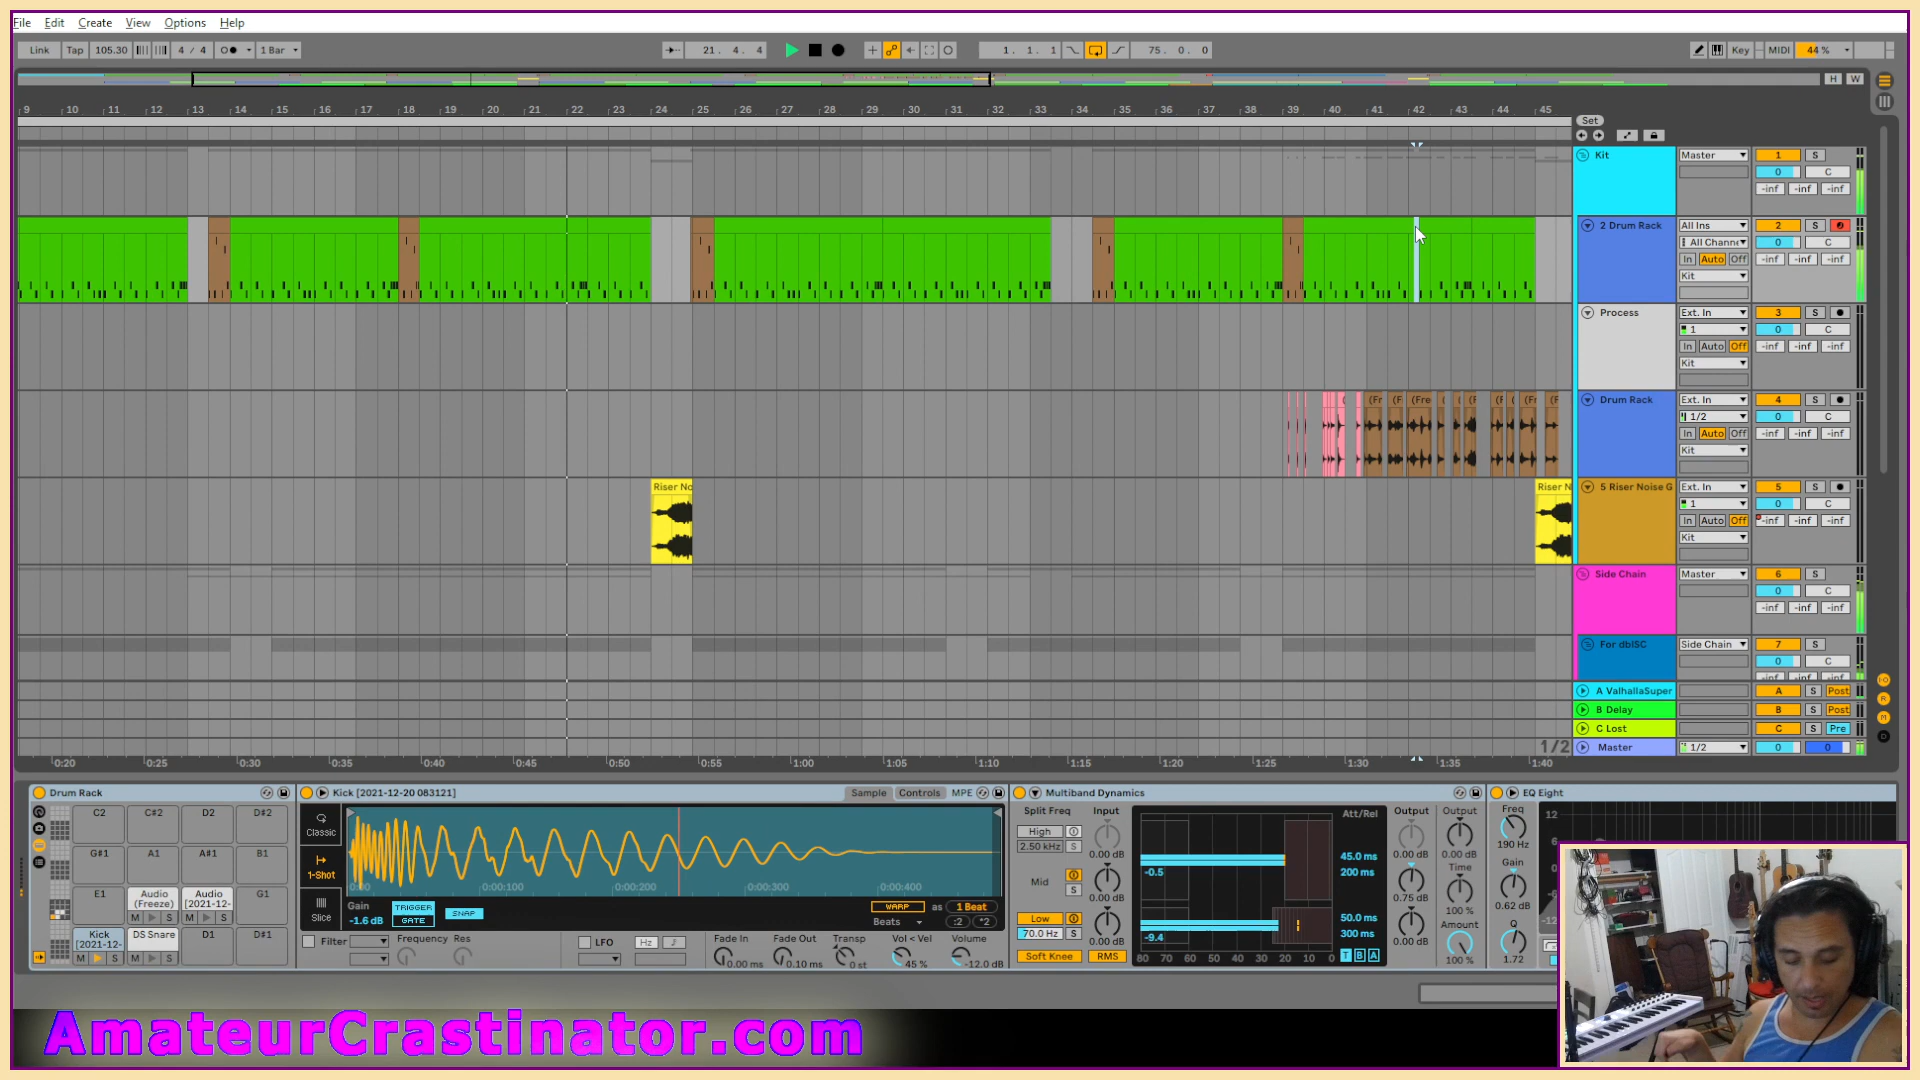 File Edit Create View Options Help
Link Tap 105.30 4 / 4 1 Bar 21. 4. 4 1. 1. 1 75. 0. 0 Key MIDI 44 %
H W
9 10 11 12 13 14 15 16 17 18 19 20 21 22 23 24 25 26 27 28 29 30 31 32 33 34 35 36 37 38 39 40 41 42 43 44 45
Set
Kit Master 1 S
0 C
-inf -inf -inf
2 Drum Rack All Ins 2 S
All Channe 0 C
In Auto Off -inf -inf -inf
Kit
Process Ext. In 3 S
1 0 C
In Auto Off -inf -inf -inf
Kit
(Fr (F (Fre
Drum Rack Ext. In 4 S
1/2 0 C
In Auto Off -inf -inf -inf
Kit
Riser No Riser N
5 Riser Noise G Ext. In 5 S
1 0 C
In Auto Off -inf -inf -inf
Kit
Side Chain Master 6 S
0 C
-inf -inf -inf
For dblSC Side Chain 7 S
0 C
A ValhallaSuper A S Post
B Delay B S Post
C Lost C S Pre
1/2 Master 1/2 0 0
0:20 0:25 0:30 0:35 0:40 0:45 0:50 0:55 1:00 1:05 1:10 1:15 1:20 1:25 1:30 1:35 1:40
Drum Rack
C2 C#2 D2 D#2
G#1 A1 A#1 B1
E1 Audio (Freeze) Audio [2021-12- G1
M S M S
Kick [2021-12- DS Snare D1 D#1
M S M S
Kick [2021-12-20 083121] Sample Controls MPE
Classic
1-Shot
Slice
0:00 0:00:100 0:00:200 0:00:300 0:00:400
Gain TRIGGER SNAP WARP as 1 Beat
-1.6 dB GATE Beats :2 *2
Filter Frequency Res LFO Hz Fade In Fade Out Transp Vol < Vel Volume
0.00 ms 0.10 ms 0 st 45 % -12.0 dB
Multiband Dynamics
Split Freq Input Att/Rel Output Output
High
2.50 kHz S 0.00 dB 0.00 dB 0.00 dB
Mid S 0.00 dB -0.5 45.0 ms 200 ms 0.75 dB Time 100 %
Low
70.0 Hz S 0.00 dB -9.4 50.0 ms 300 ms 0.00 dB Amount 100 %
Soft Knee RMS 80 70 60 50 40 30 20 10 0 T B A
EQ Eight
Freq 190 Hz
Gain 0.62 dB
Q 1.72
12
6
AmateurCrastinator.com